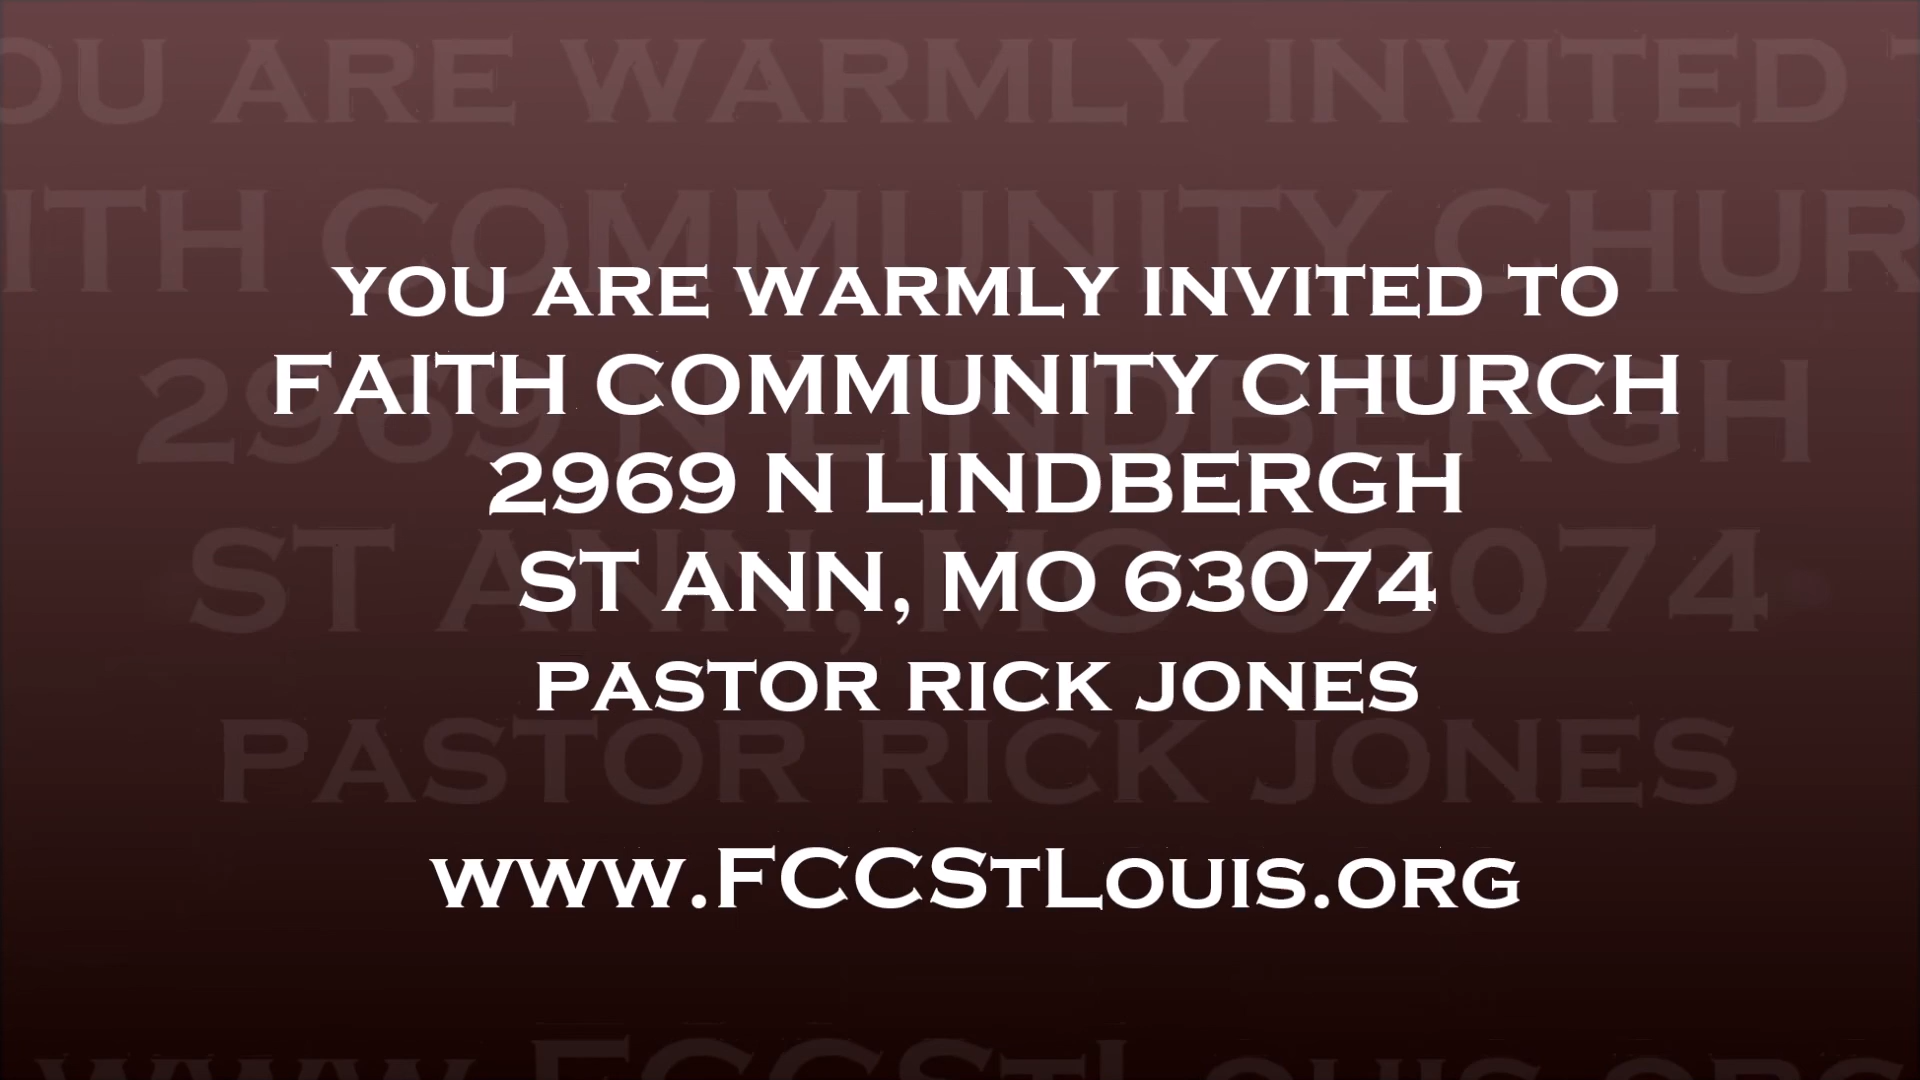 YOU ARE WARMLY INVITED TO
FAITH COMMUNITY CHURCH
2969 N LINDBERGH
ST ANN, MO 63074
PASTOR RICK JONES
WWW.FCCSTLOUIS.ORG